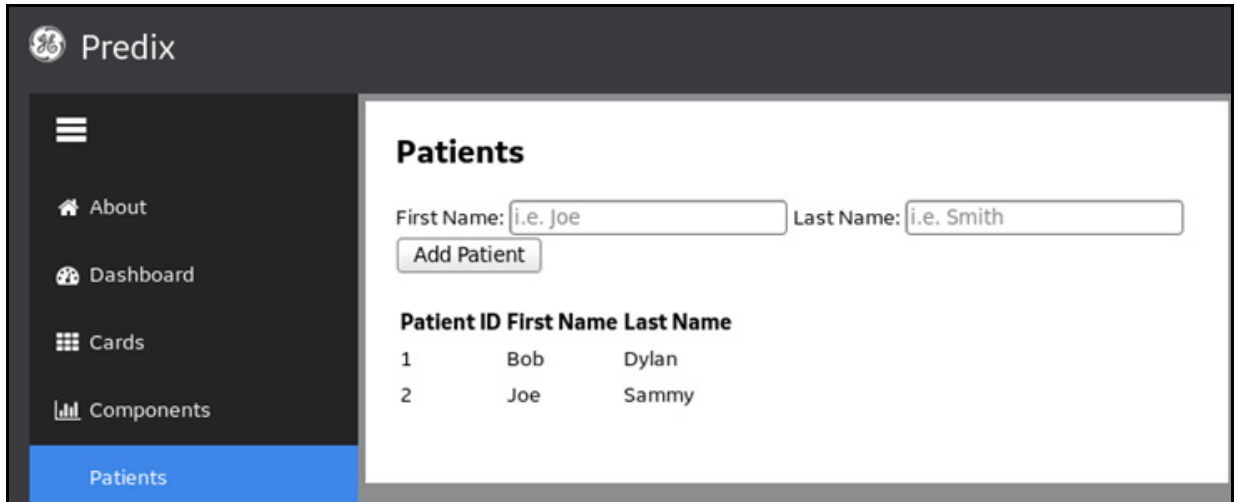 Predix
About
Dashboard
Cards
Components
Patients
Patients
First Name: i.e. Joe Last Name: i.e. Smith
Add Patient
Patient ID First Name Last Name
1 Bob Dylan
2 Joe Sammy